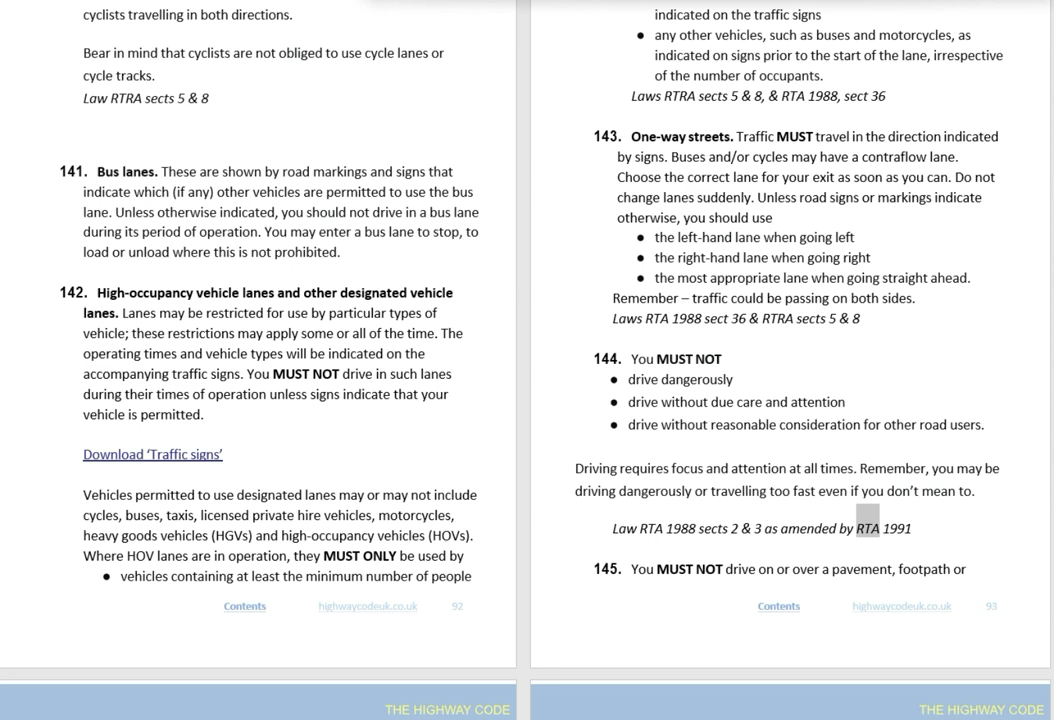 cyclists travelling in both directions.
Bear in mind that cyclists are not obliged to use cycle lanes or
cycle tracks.
Law RTRA sects 5 & 8
141. Bus lanes. These are shown by road markings and signs that
indicate which (if any) other vehicles are permitted to use the bus
lane. Unless otherwise indicated, you should not drive in a bus lane
during its period of operation. You may enter a bus lane to stop, to
load or unload where this is not prohibited.
142. High-occupancy vehicle lanes and other designated vehicle
lanes. Lanes may be restricted for use by particular types of
vehicle; these restrictions may apply some or all of the time. The
operating times and vehicle types will be indicated on the
accompanying traffic signs. You MUST NOT drive in such lanes
during their times of operation unless signs indicate that your
vehicle is permitted.
Download ‘Traffic signs’
Vehicles permitted to use designated lanes may or may not include
cycles, buses, taxis, licensed private hire vehicles, motorcycles,
heavy goods vehicles (HGVs) and high-occupancy vehicles (HOVs).
Where HOV lanes are in operation, they MUST ONLY be used by
● vehicles containing at least the minimum number of people
Contents highwaycodeuk.co.uk 92
indicated on the traffic signs
● any other vehicles, such as buses and motorcycles, as
indicated on signs prior to the start of the lane, irrespective
of the number of occupants.
Laws RTRA sects 5 & 8, & RTA 1988, sect 36
143. One-way streets. Traffic MUST travel in the direction indicated
by signs. Buses and/or cycles may have a contraflow lane.
Choose the correct lane for your exit as soon as you can. Do not
change lanes suddenly. Unless road signs or markings indicate
otherwise, you should use
● the left-hand lane when going left
● the right-hand lane when going right
● the most appropriate lane when going straight ahead.
Remember – traffic could be passing on both sides.
Laws RTA 1988 sect 36 & RTRA sects 5 & 8
144. You MUST NOT
● drive dangerously
● drive without due care and attention
● drive without reasonable consideration for other road users.
Driving requires focus and attention at all times. Remember, you may be
driving dangerously or travelling too fast even if you don’t mean to.
Law RTA 1988 sects 2 & 3 as amended by RTA 1991
145. You MUST NOT drive on or over a pavement, footpath or
Contents highwaycodeuk.co.uk 93
THE HIGHWAY CODE
THE HIGHWAY CODE